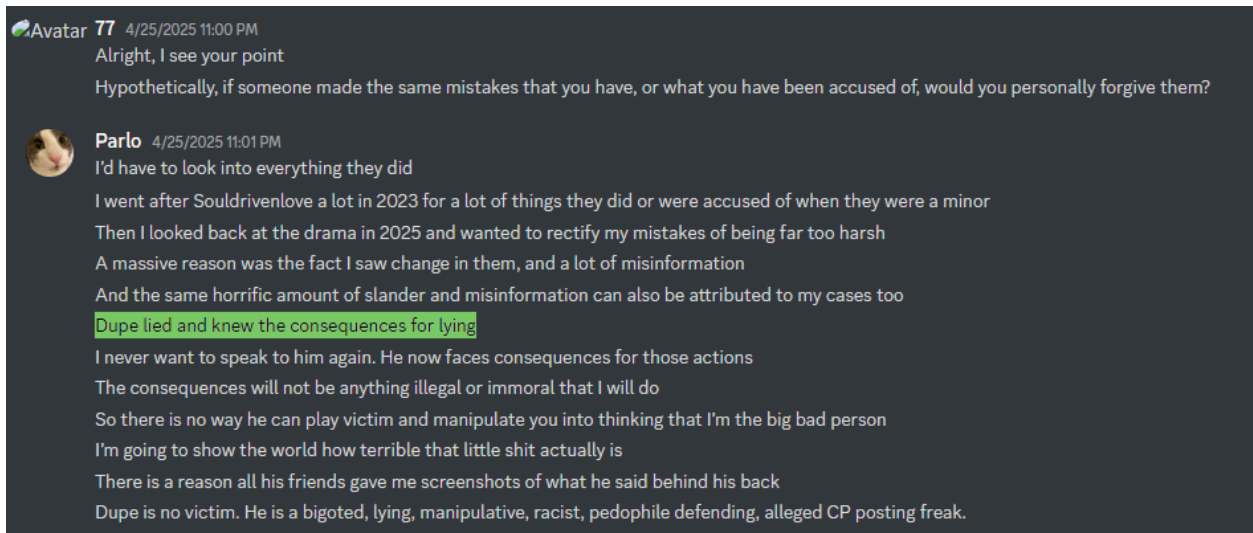 Avatar 77 4/25/2025 11:00 PM
Alright, I see your point
Hypothetically, if someone made the same mistakes that you have, or what you have been accused of, would you personally forgive them?
Parlo 4/25/2025 11:01 PM
I'd have to look into everything they did
I went after Souldrivenlove a lot in 2023 for a lot of things they did or were accused of when they were a minor
Then I looked back at the drama in 2025 and wanted to rectify my mistakes of being far too harsh
A massive reason was the fact I saw change in them, and a lot of misinformation
And the same horrific amount of slander and misinformation can also be attributed to my cases too
Dupe lied and knew the consequences for lying
I never want to speak to him again. He now faces consequences for those actions
The consequences will not be anything illegal or immoral that I will do
So there is no way he can play victim and manipulate you into thinking that I'm the big bad person
I'm going to show the world how terrible that little shit actually is
There is a reason all his friends gave me screenshots of what he said behind his back
Dupe is no victim. He is a bigoted, lying, manipulative, racist, pedophile defending, alleged CP posting freak.